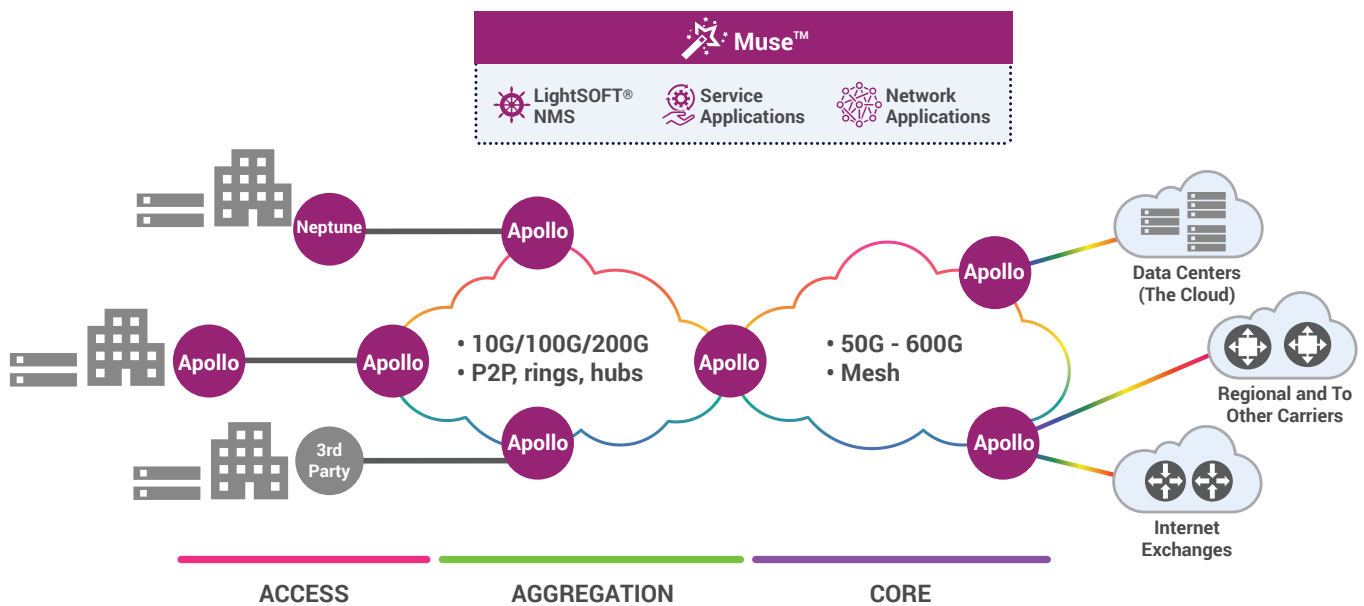 Muse™
LightSOFT®
NMS
Service
Applications
Network
Applications
Neptune
Apollo
Apollo
Data Centers
(The Cloud)
Apollo
Apollo
• 10G/100G/200G
• P2P, rings, hubs
Apollo
• 50G - 600G
• Mesh
Regional and To
Other Carriers
3rd
Party
Apollo
Apollo
Internet
Exchanges
ACCESS
AGGREGATION
CORE